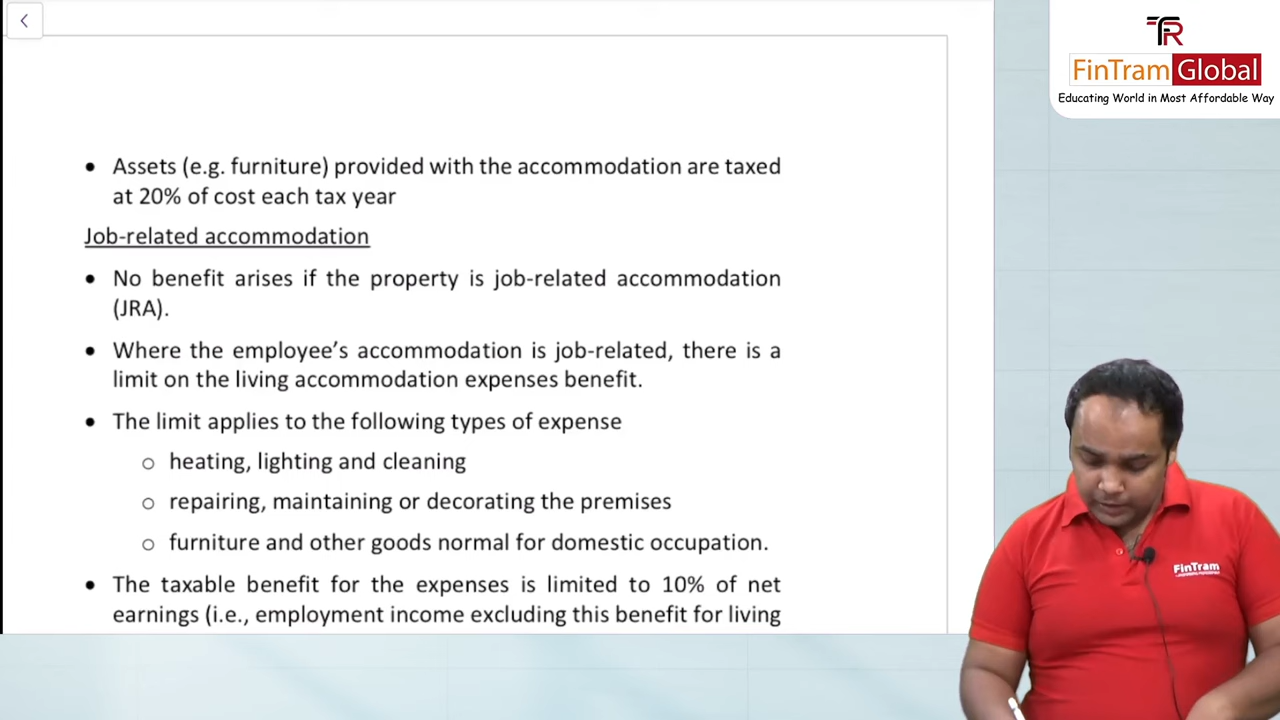 TR
FinTram Global
Educating World in Most Affordable Way
• Assets (e.g. furniture) provided with the accommodation are taxed
at 20% of cost each tax year
Job-related accommodation
• No benefit arises if the property is job-related accommodation
(JRA).
• Where the employee’s accommodation is job-related, there is a
limit on the living accommodation expenses benefit.
• The limit applies to the following types of expense
o heating, lighting and cleaning
o repairing, maintaining or decorating the premises
o furniture and other goods normal for domestic occupation.
• The taxable benefit for the expenses is limited to 10% of net
earnings (i.e., employment income excluding this benefit for living
FinTram